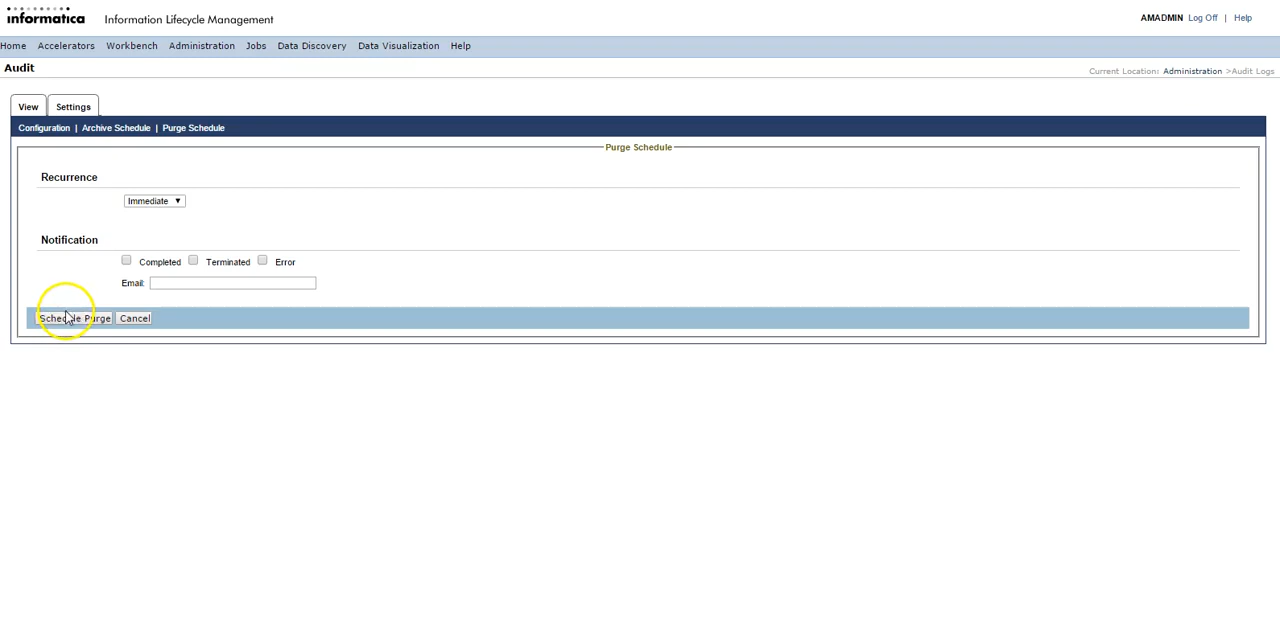 informatica Information Lifecycle Management AMADMIN Log Off | Help
Home Accelerators Workbench Administration Jobs Data Discovery Data Visualization Help
Audit Current Location: Administration >Audit Logs
View Settings
Configuration | Archive Schedule | Purge Schedule
Purge Schedule
Recurrence
Immediate
Notification
Completed Terminated Error
Email:
Schedule Purge Cancel